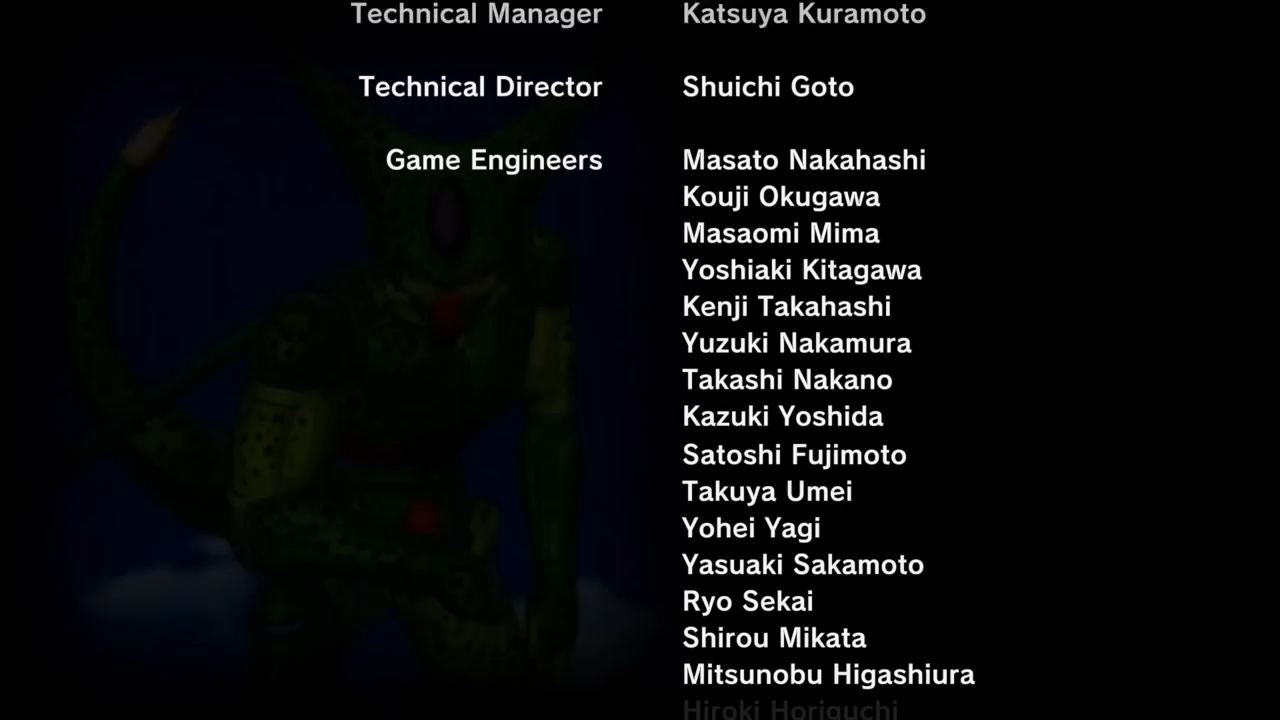 Technical Manager Katsuya Kuramoto
Technical Director Shuichi Goto
Game Engineers Masato Nakahashi
Kouji Okugawa
Masaomi Mima
Yoshiaki Kitagawa
Kenji Takahashi
Yuzuki Nakamura
Takashi Nakano
Kazuki Yoshida
Satoshi Fujimoto
Takuya Umei
Yohei Yagi
Yasuaki Sakamoto
Ryo Sekai
Shirou Mikata
Mitsunobu Higashiura
Hiroki Horiguchi